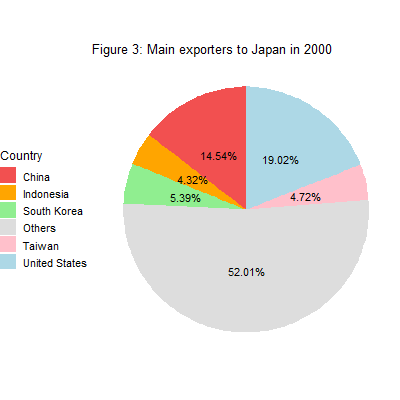 Figure 3: Main exporters to Japan in 2000
14.54%
19.02%
4.32%
5.39%
4.72%
52.01%
Country
China
Indonesia
South Korea
Others
Taiwan
United States